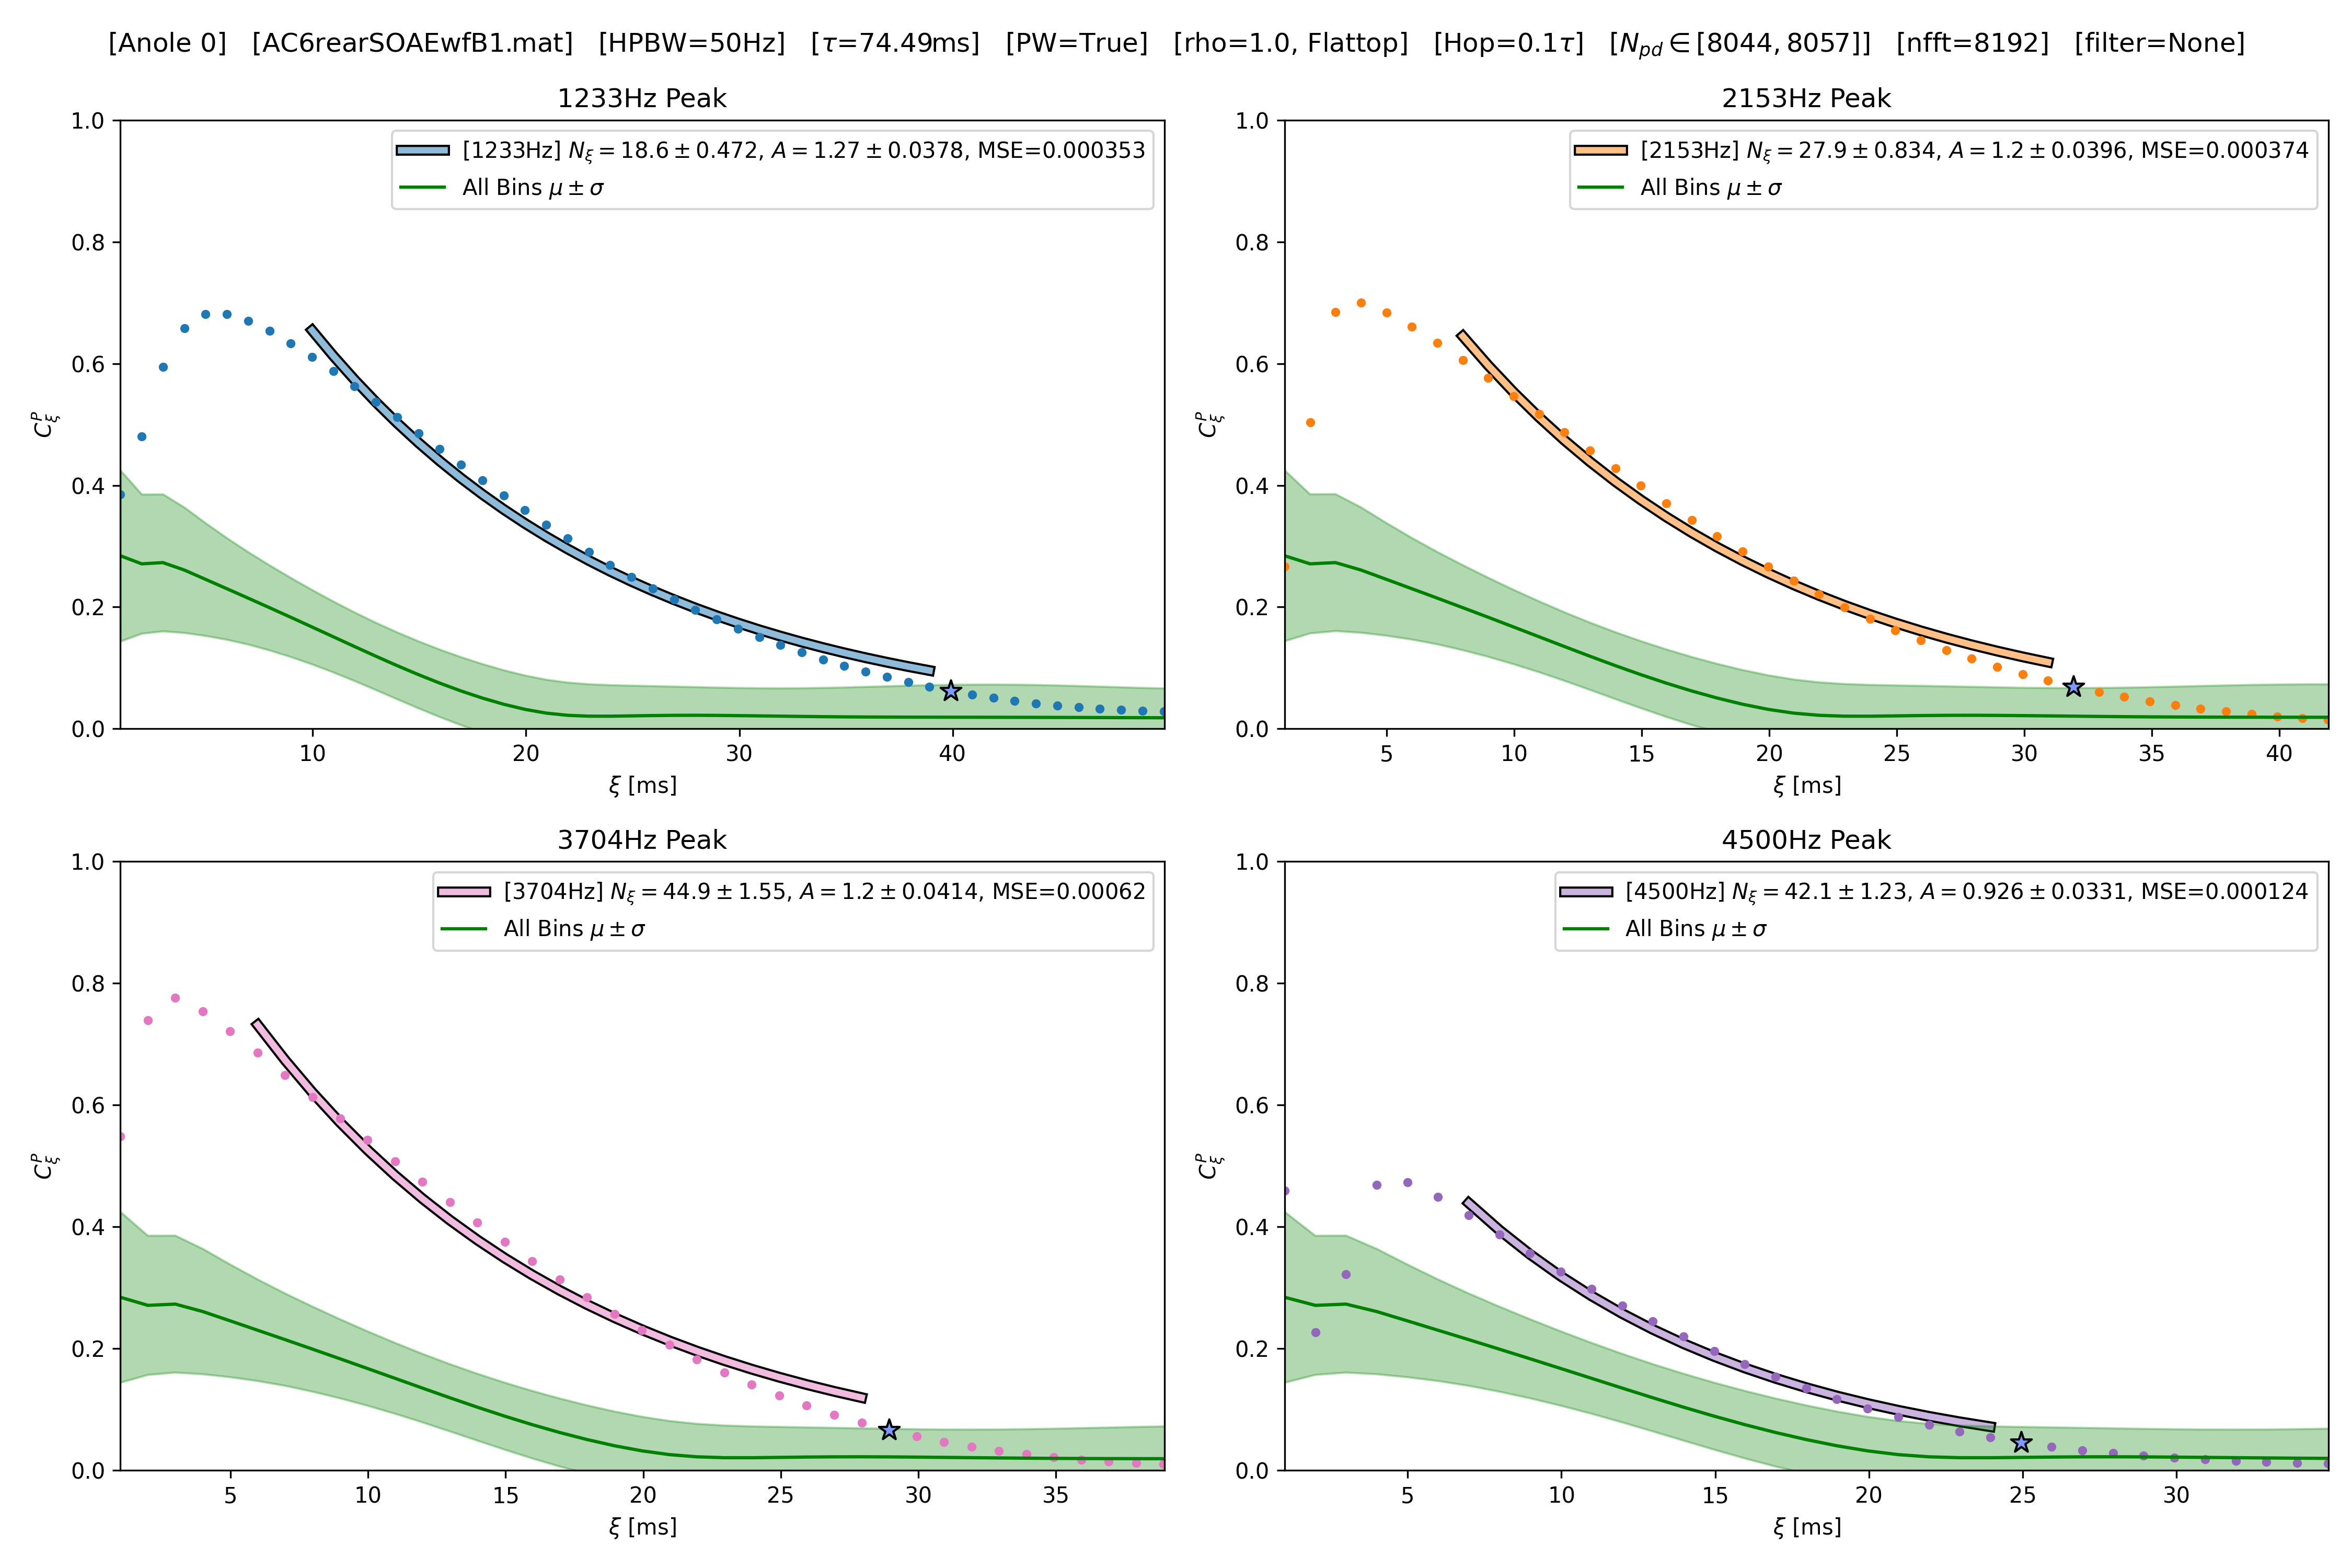 [Anole 0] [AC6rearSOAEwfB1.mat] [HPBW=50Hz] [τ=74.49ms] [PW=True] [rho=1.0, Flattop] [Hop=0.1τ] [N_pd ∈ [8044, 8057]] [nfft=8192] [filter=None]
1233Hz Peak
[1233Hz] N_ξ = 18.6 ± 0.472, A = 1.27 ± 0.0378, MSE=0.000353
All Bins μ ± σ
1.0
0.8
0.6
0.4
0.2
0.0
C_ξ^P
10 20 30 40
ξ [ms]
2153Hz Peak
[2153Hz] N_ξ = 27.9 ± 0.834, A = 1.2 ± 0.0396, MSE=0.000374
All Bins μ ± σ
1.0
0.8
0.6
0.4
0.2
0.0
C_ξ^P
5 10 15 20 25 30 35 40
ξ [ms]
3704Hz Peak
[3704Hz] N_ξ = 44.9 ± 1.55, A = 1.2 ± 0.0414, MSE=0.00062
All Bins μ ± σ
1.0
0.8
0.6
0.4
0.2
0.0
C_ξ^P
5 10 15 20 25 30 35
ξ [ms]
4500Hz Peak
[4500Hz] N_ξ = 42.1 ± 1.23, A = 0.926 ± 0.0331, MSE=0.000124
All Bins μ ± σ
1.0
0.8
0.6
0.4
0.2
0.0
C_ξ^P
5 10 15 20 25 30
ξ [ms]